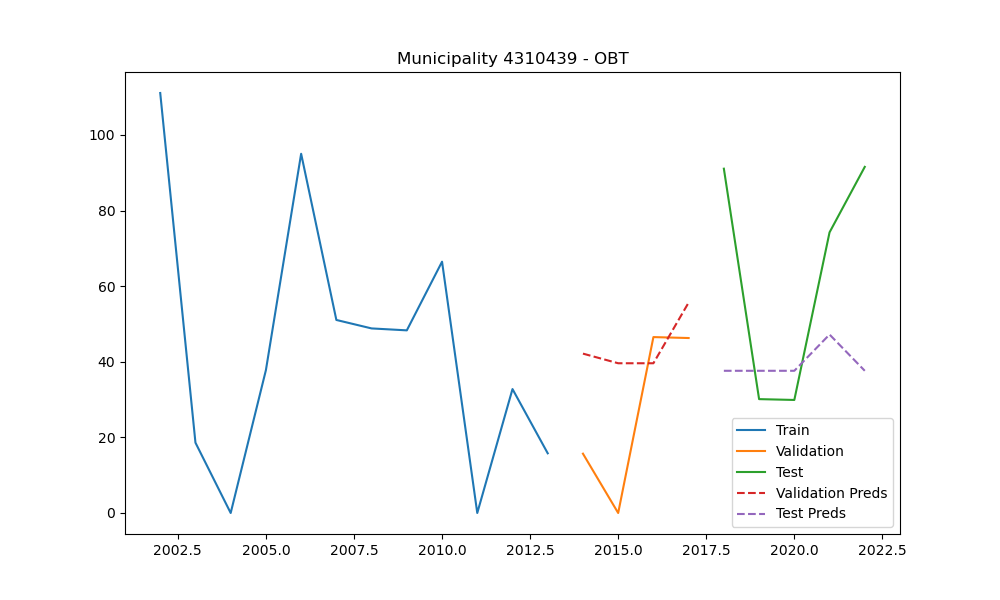 Municipality 4310439 - OBT
100
80
60
40
20
0
2002.5 2005.0 2007.5 2010.0 2012.5 2015.0 2017.5 2020.0 2022.5
Train
Validation
Test
Validation Preds
Test Preds